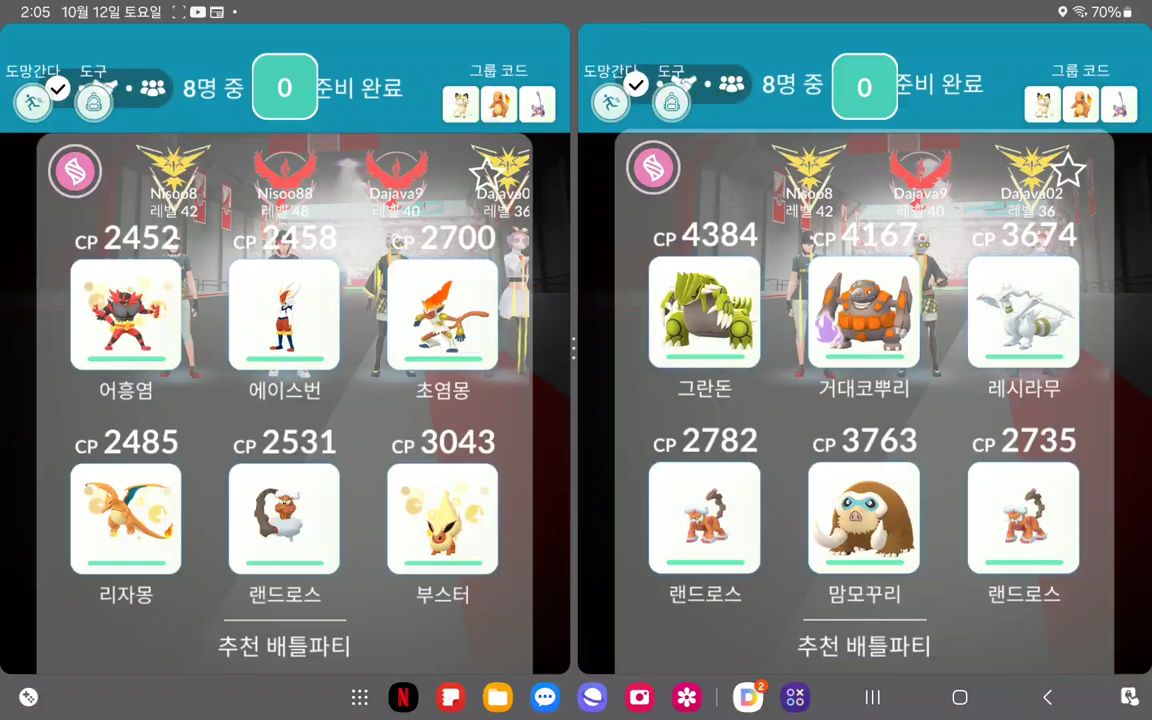 2:05 10월 12일 토요일
70%
도망간다 도구
8명 중 0 준비 완료
그룹 코드
Nisoo8 Nisoo88 Dajava9 Dajava0
레벨 42 레벨 48 레벨 40 레벨 36
CP 2452 CP 2458 CP 2700
어흥염 에이스번 초염몽
CP 2485 CP 2531 CP 3043
리자몽 랜드로스 부스터
추천 배틀파티
도망간다 도구
8명 중 0 준비 완료
그룹 코드
Nisoo8 Dajava9 Dajava02
레벨 42 레벨 40 레벨 36
CP 4384 CP 4167 CP 3674
그란돈 거대코뿌리 레시라무
CP 2782 CP 3763 CP 2735
랜드로스 맘모꾸리 랜드로스
추천 배틀파티
N D 2